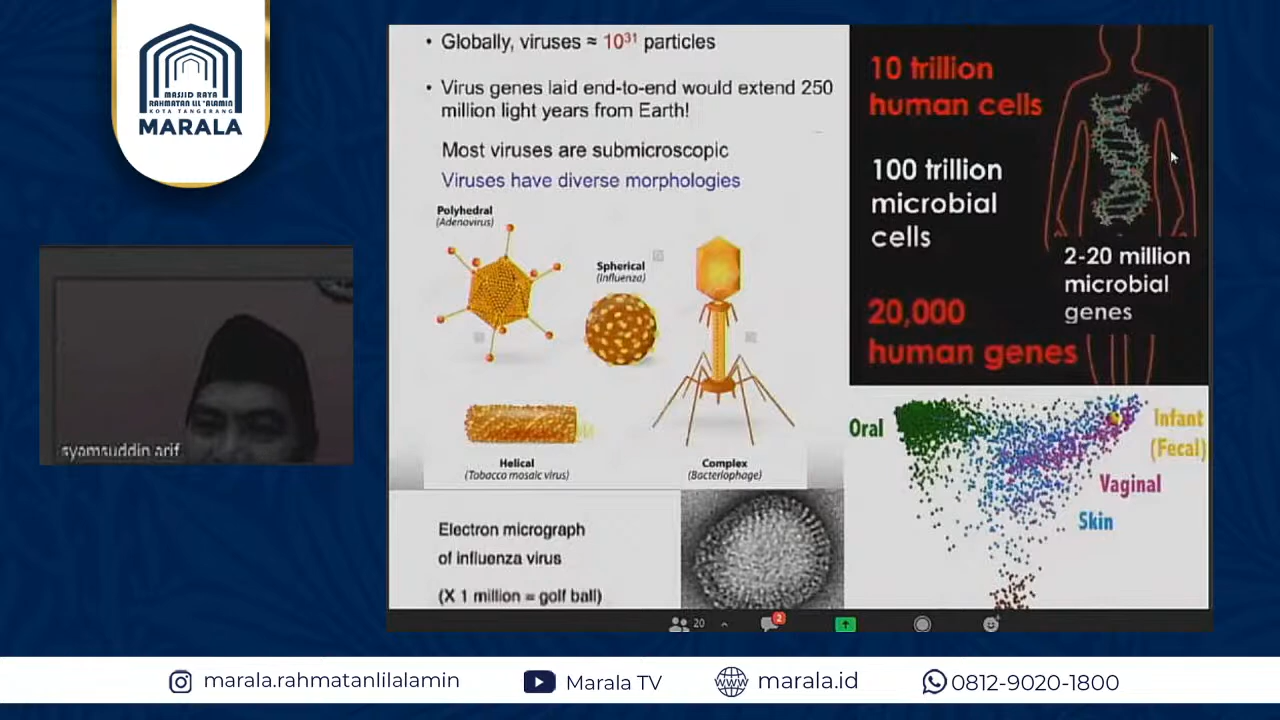 MASJID RAYA
RAHMATAN LIL 'ALAMIN
KOTA TANGERANG
MARALA
syamsuddin arif
• Globally, viruses ≈ 10³¹ particles
• Virus genes laid end-to-end would extend 250
million light years from Earth!
Most viruses are submicroscopic
Viruses have diverse morphologies
Polyhedral
(Adenovirus)
Spherical
(Influenza)
Helical
(Tobacco mosaic virus)
Complex
(Bacteriophage)
Electron micrograph
of influenza virus
(X 1 million = golf ball)
10 trillion
human cells
100 trillion
microbial
cells
2-20 million
microbial
genes
20,000
human genes
Oral
Infant
(Fecal)
Vaginal
Skin
20
2
marala.rahmatanlilalamin
Marala TV
www
marala.id
0812-9020-1800